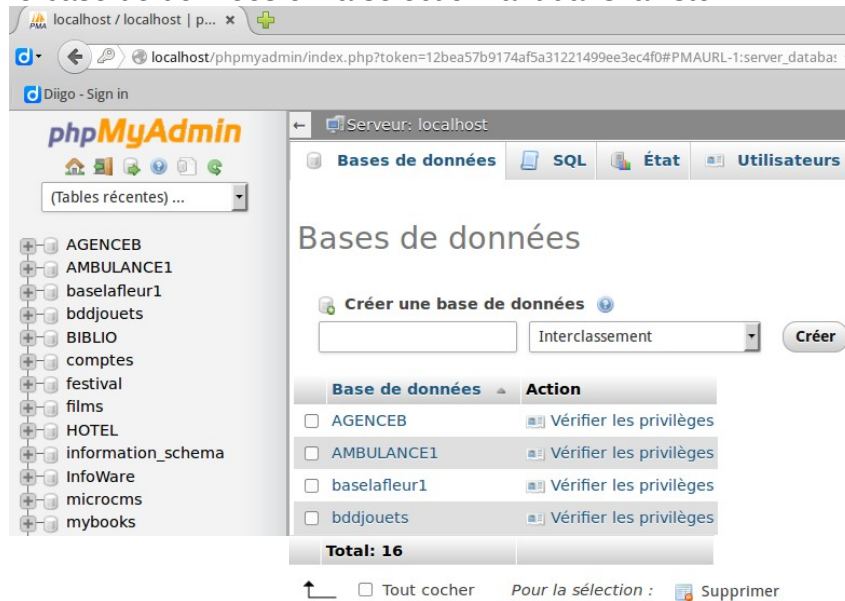 localhost / localhost | p...
localhost/phpmyadmin/index.php?token=12bea57b9174af5a31221499ee3ec4f0#PMAURL-1:server_databas
Diigo - Sign in
phpMyAdmin
(Tables récentes) ...
AGENCEB
AMBULANCE1
baselafleur1
bddjouets
BIBLIO
comptes
festival
films
HOTEL
information_schema
InfoWare
microcms
mybooks
Serveur: localhost
Bases de données SQL État Utilisateurs
Bases de données
Créer une base de données
Interclassement Créer
Base de données Action
AGENCEB Vérifier les privilèges
AMBULANCE1 Vérifier les privilèges
baselafleur1 Vérifier les privilèges
bddjouets Vérifier les privilèges
Total: 16
Tout cocher Pour la sélection : Supprimer